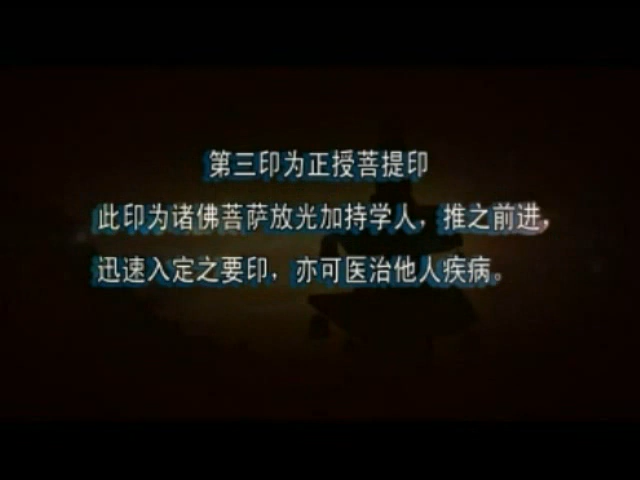 第三印为正授菩提印
此印为诸佛菩萨放光加持学人，推之前进，
迅速入定之要印，亦可医治他人疾病。